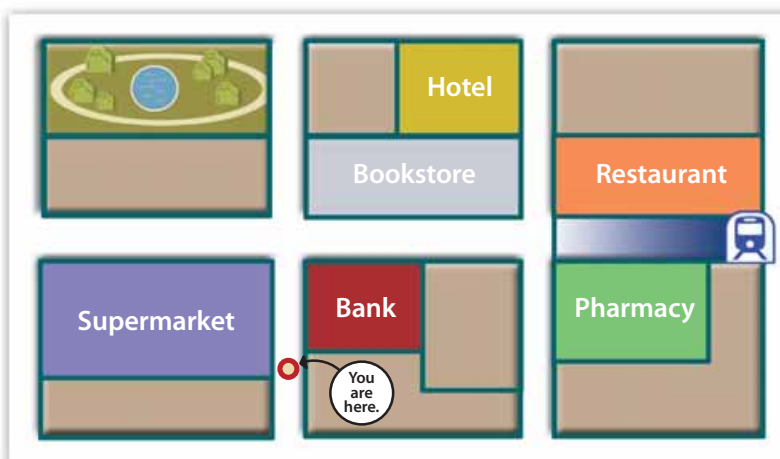 Hotel
Bookstore
Restaurant
Supermarket
Bank
Pharmacy
You
are
here.